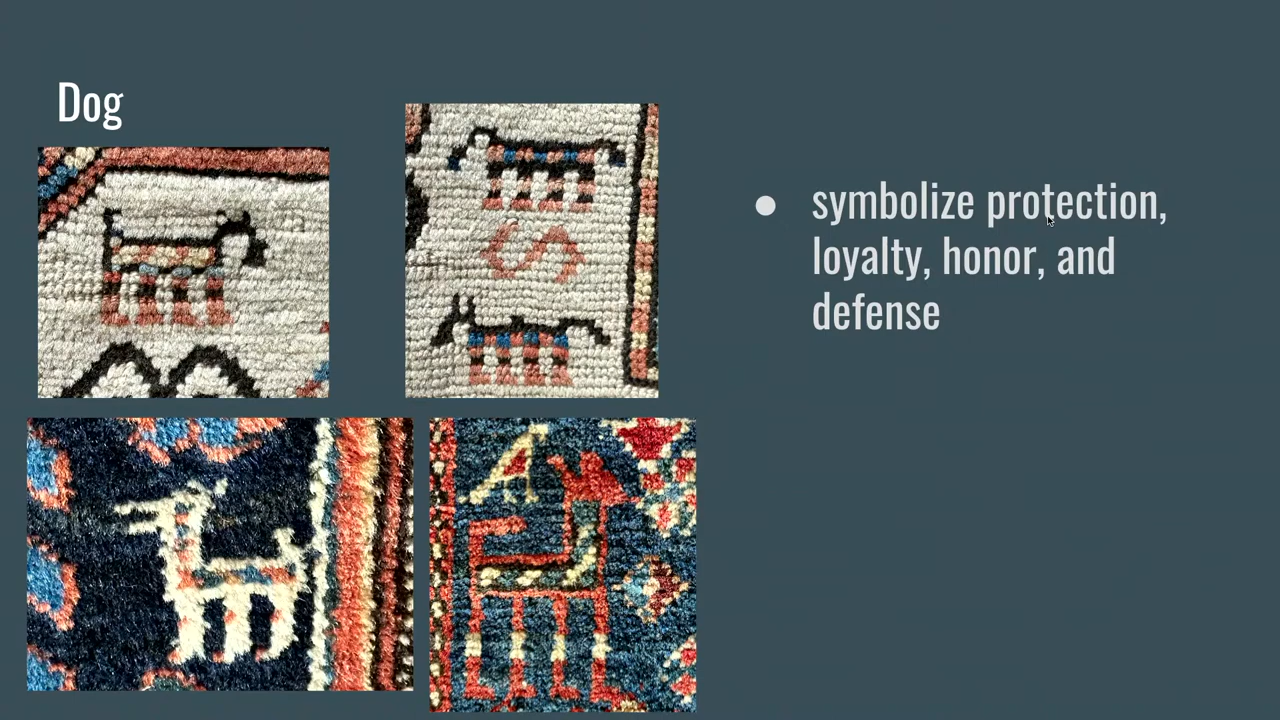 Dog
symbolize protection,
loyalty, honor, and
defense